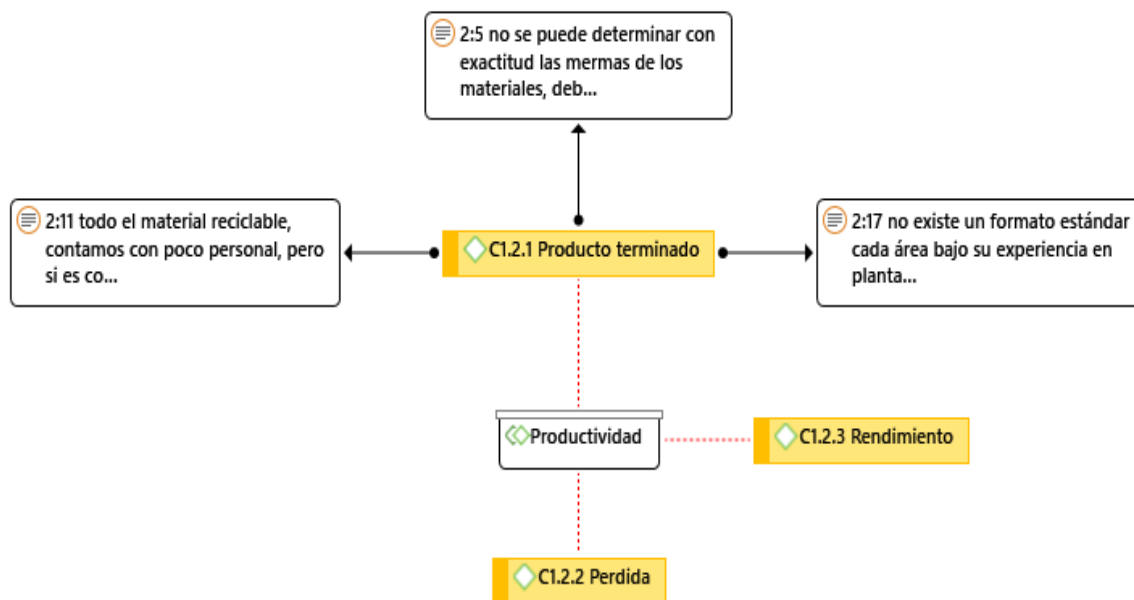 2:5 no se puede determinar con
exactitud las mermas de los
materiales, deb...
2:11 todo el material reciclable,
contamos con poco personal, pero
si es co...
C1.2.1 Producto terminado
2:17 no existe un formato estándar
cada área bajo su experiencia en
planta...
Productividad
C1.2.3 Rendimiento
C1.2.2 Perdida